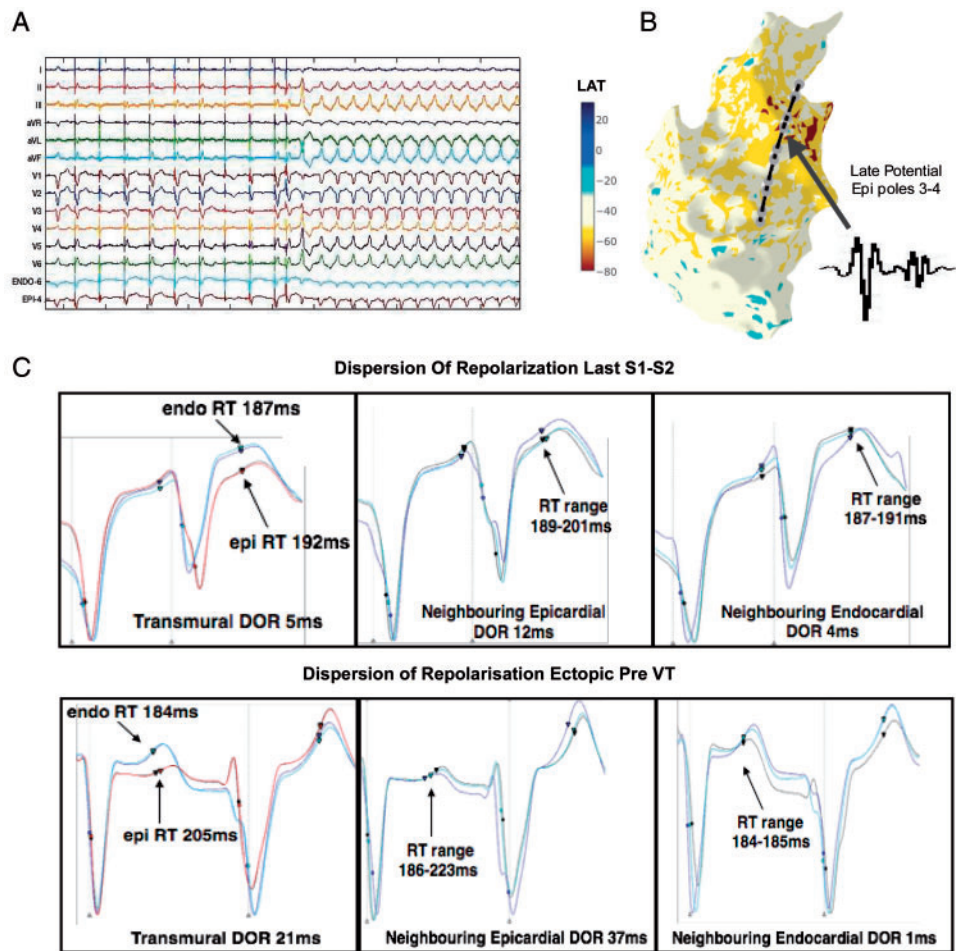 A
I
II
III
aVR
aVL
aVF
V1
V2
V3
V4
V5
V6
ENDO-6
EPI-4
B
LAT
40
20
0
−20
−40
−60
−80
Late Potential
Epi poles 3-4
C
Dispersion Of Repolarization Last S1-S2
endo RT 187ms
epi RT 192ms
Transmural DOR 5ms
RT range
189-201ms
Neighbouring Epicardial
DOR 12ms
RT range
187-191ms
Neighbouring Endocardial
DOR 4ms
Dispersion of Repolarisation Ectopic Pre VT
endo RT 184ms
epi RT 205ms
Transmural DOR 21ms
RT range
186-223ms
Neighbouring Epicardial DOR 37ms
RT range
184-185ms
Neighbouring Endocardial DOR 1ms